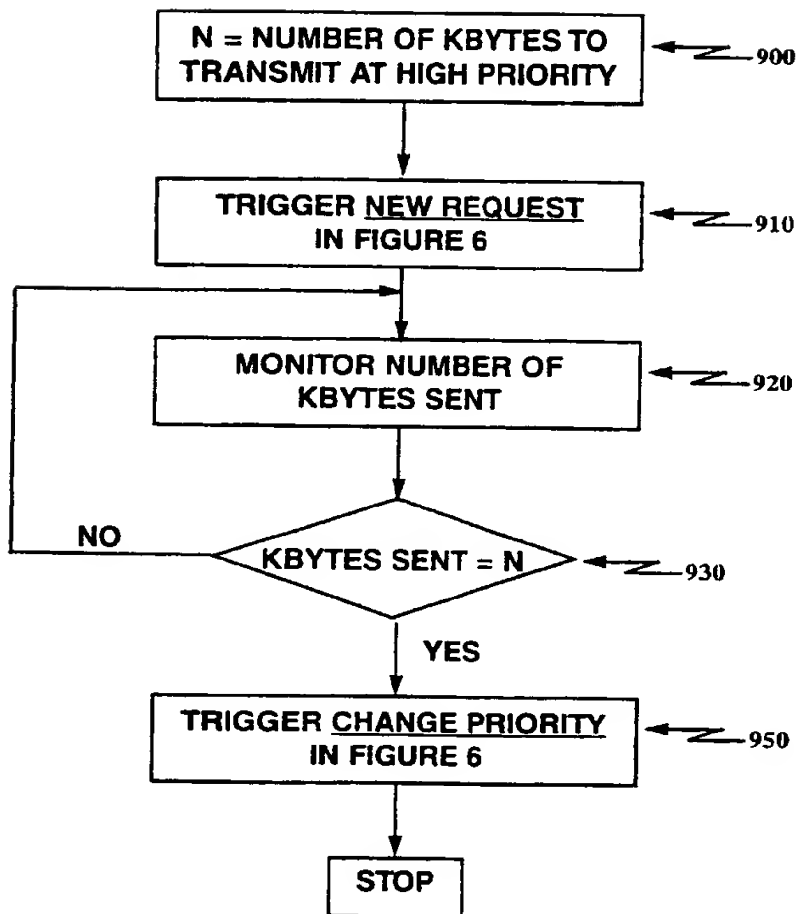 N = NUMBER OF KBYTES TO
TRANSMIT AT HIGH PRIORITY
900
TRIGGER NEW REQUEST
IN FIGURE 6
910
MONITOR NUMBER OF
KBYTES SENT
920
NO
KBYTES SENT = N
930
YES
TRIGGER CHANGE PRIORITY
IN FIGURE 6
950
STOP